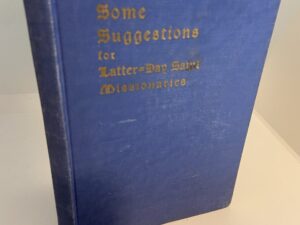 Some
Suggestions
for
Latter=Day Saint
Missionaries